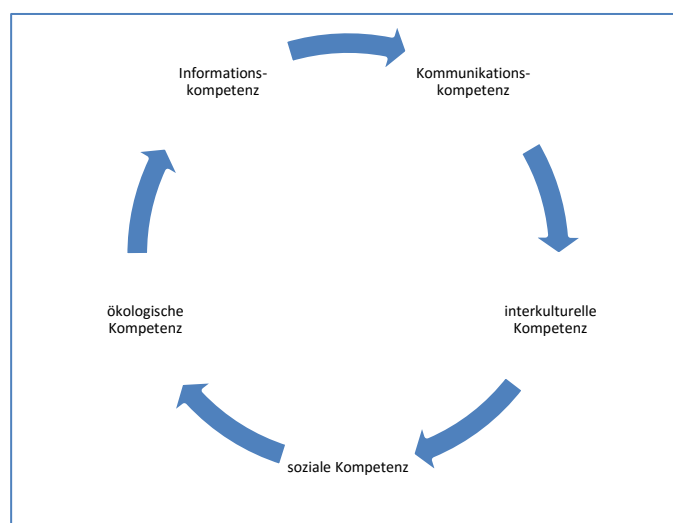 Informations-
kompetenz
Kommunikations-
kompetenz
interkulturelle
Kompetenz
soziale Kompetenz
ökologische
Kompetenz